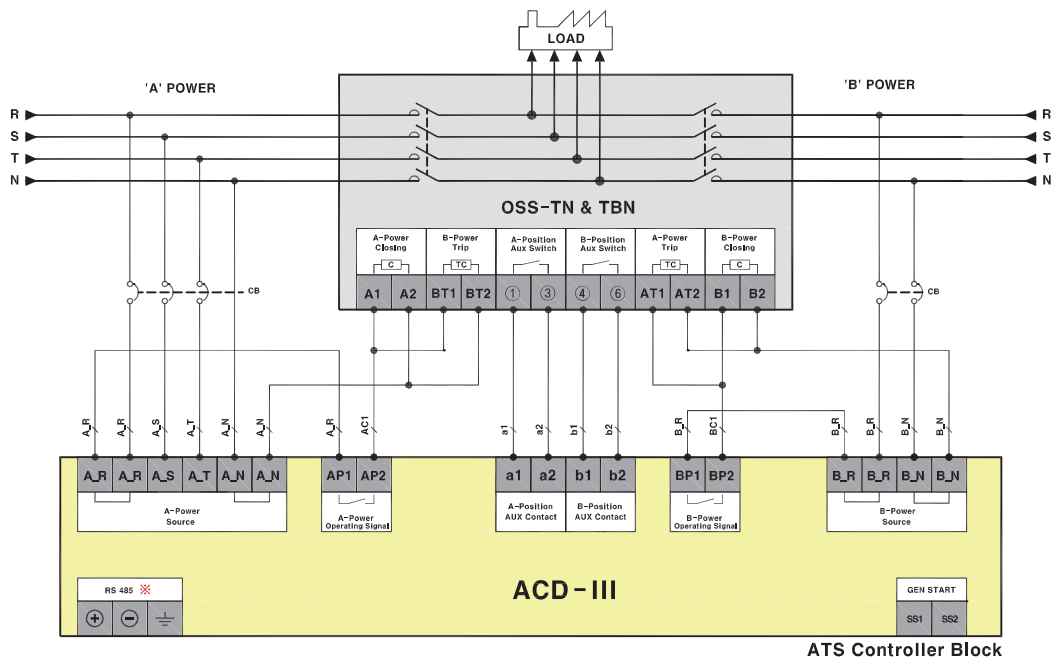 LOAD
'A' POWER
'B' POWER
R
R
S
S
T
T
N
N
OSS-TN & TBN
A-Power
Closing
B-Power
Trip
A-Position
Aux Switch
B-Position
Aux Switch
A-Power
Trip
B-Power
Closing
C
TC
TC
C
A1 A2 BT1 BT2 ① ③ ④ ⑥ AT1 AT2 B1 B2
CB
CB
A_R
A_R
A_S
A_T
A_N
A_N
A_R
AC1
a1
a2
b1
b2
B_R
BC1
B_R
B_R
B_N
B_N
A_R A_R A_S A_T A_N A_N
AP1 AP2
a1 a2 b1 b2
BP1 BP2
B_R B_R B_N B_N
A-Power
Source
A-Power
Operating Signal
A-Position
AUX Contact
B-Position
AUX Contact
B-Power
Operating Signal
B-Power
Source
ACD-III
RS 485 ※
GEN START
SS1 SS2
ATS Controller Block